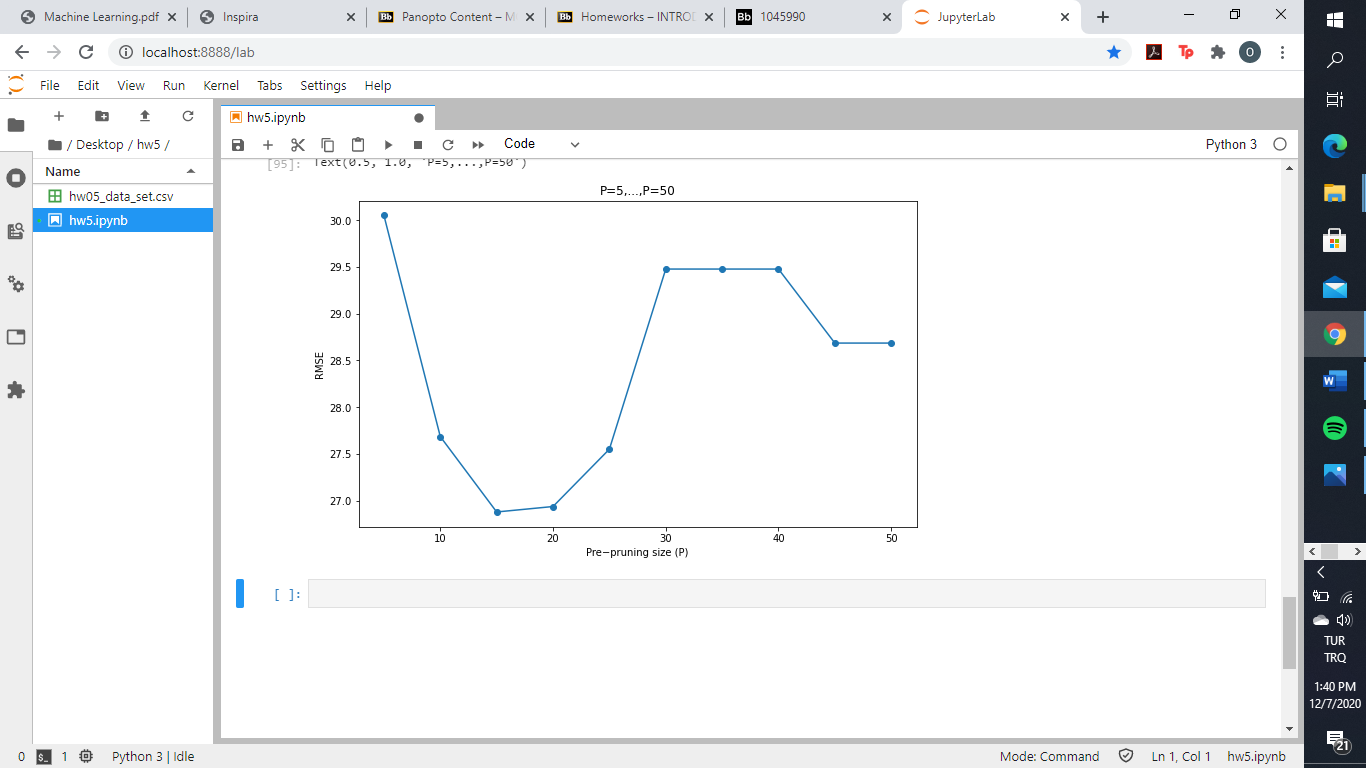 Machine Learning.pdf
Inspira
Panopto Content – M
Homeworks – INTROD
1045990
JupyterLab
localhost:8888/lab
O
File Edit View Run Kernel Tabs Settings Help
hw5.ipynb
/ Desktop / hw5 /
Code
Python 3
Name
hw05_data_set.csv
hw5.ipynb
[95]: Text(0.5, 1.0, 'P=5,...,P=50')
P=5,...,P=50
30.0
29.5
29.0
28.5
28.0
27.5
27.0
RMSE
10 20 30 40 50
Pre−pruning size (P)
[ ]:
TUR
TRQ
1:40 PM
12/7/2020
21
0 1 Python 3 | Idle
Mode: Command Ln 1, Col 1 hw5.ipynb